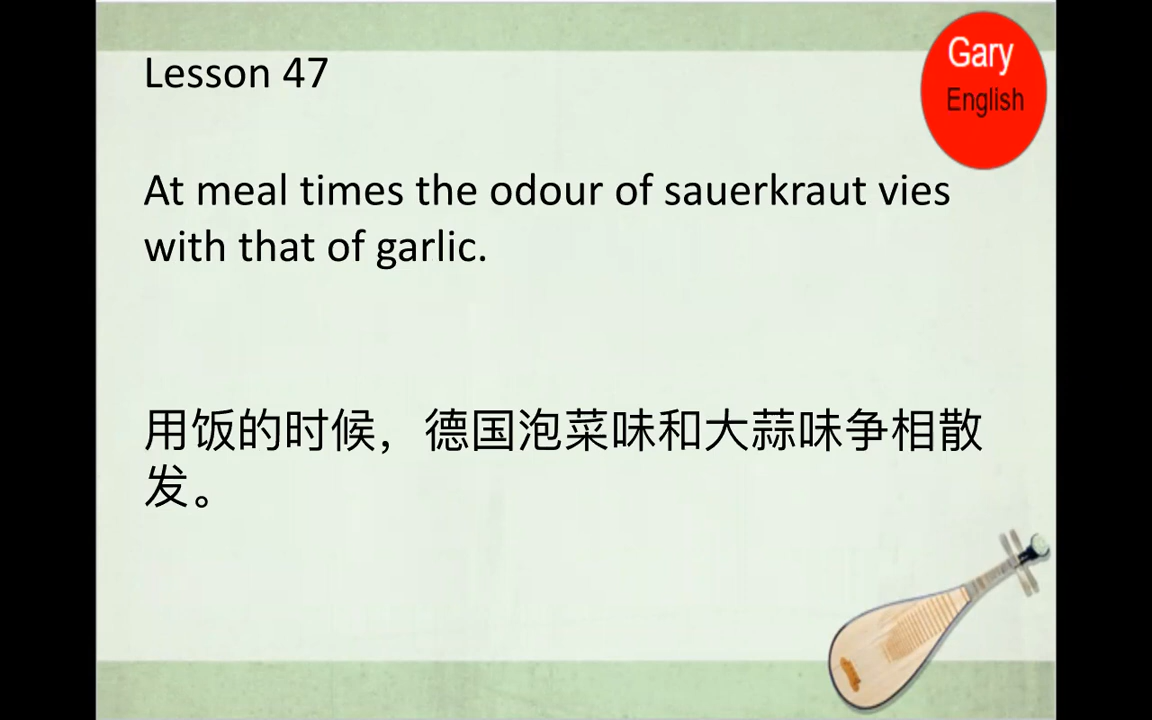 Lesson 47
Gary
English
At meal times the odour of sauerkraut vies
with that of garlic.
用饭的时候，德国泡菜味和大蒜味争相散
发。